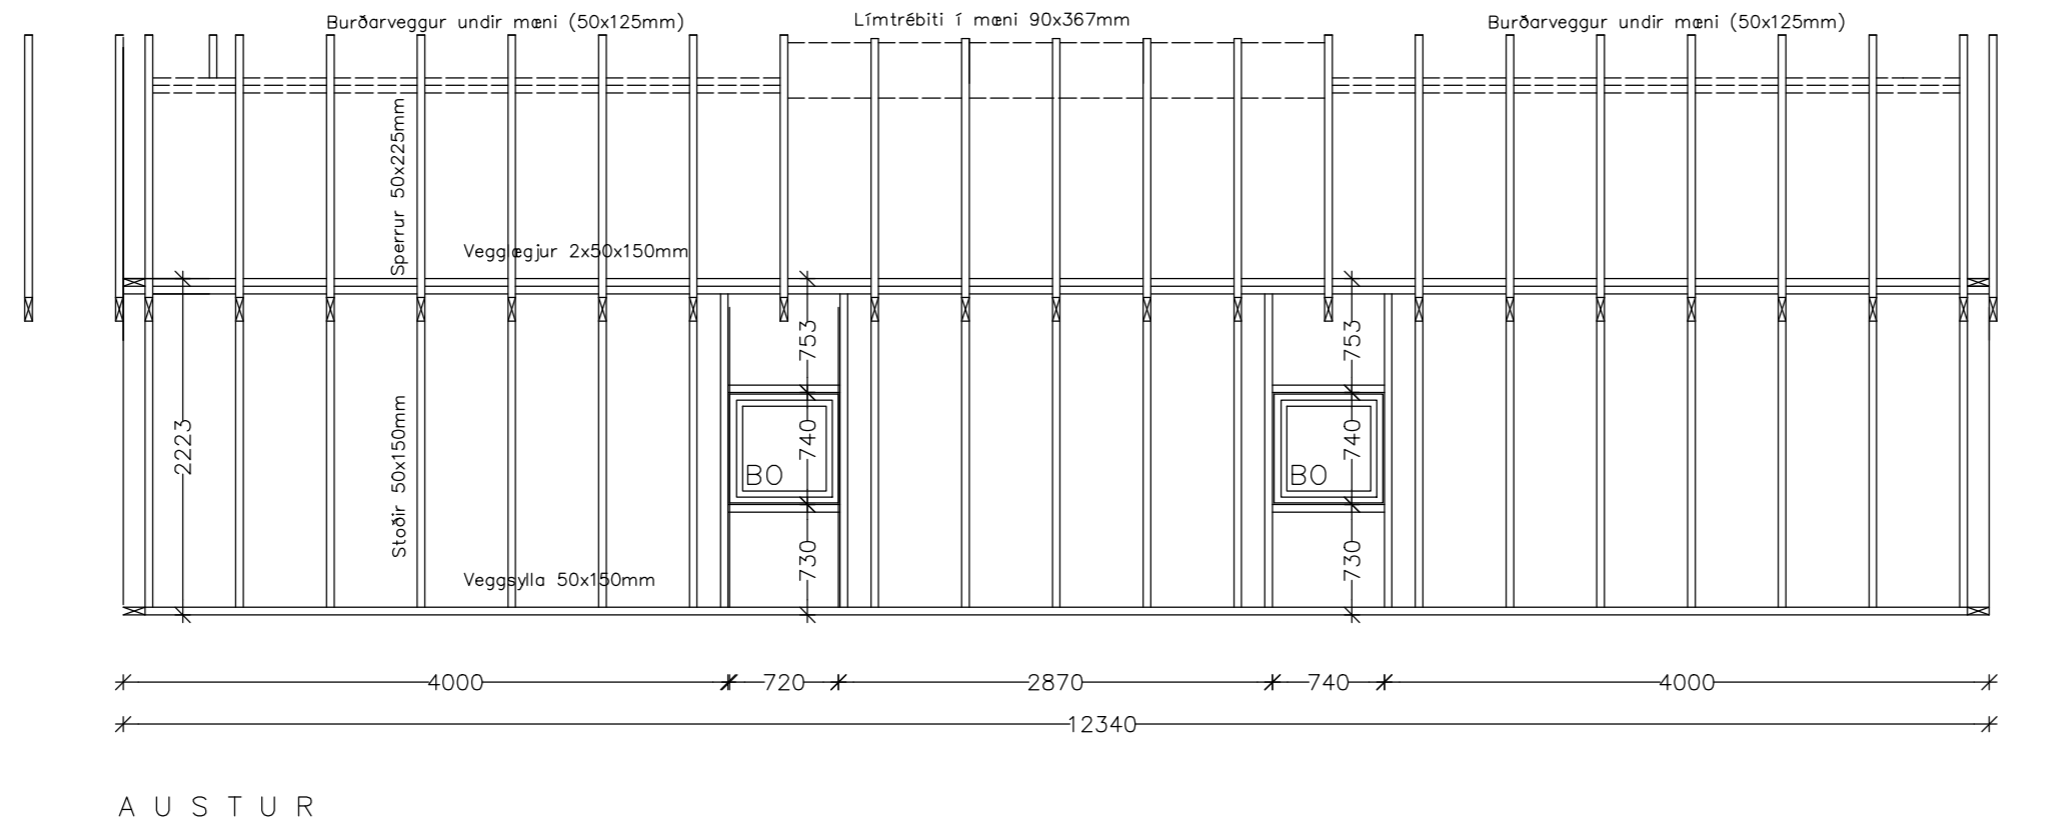 Burðarveggur undir mæni (50x125mm)
Límtrébiti í mæni 90x367mm
Burðarveggur undir mæni (50x125mm)
Sperrur 50x225mm
Vegglægjur 2x50x150mm
753
753
2223
Stoðir 50x150mm
740
740
BO
BO
730
730
Veggsylla 50x150mm
4000
720
2870
740
4000
12340
AUSTUR